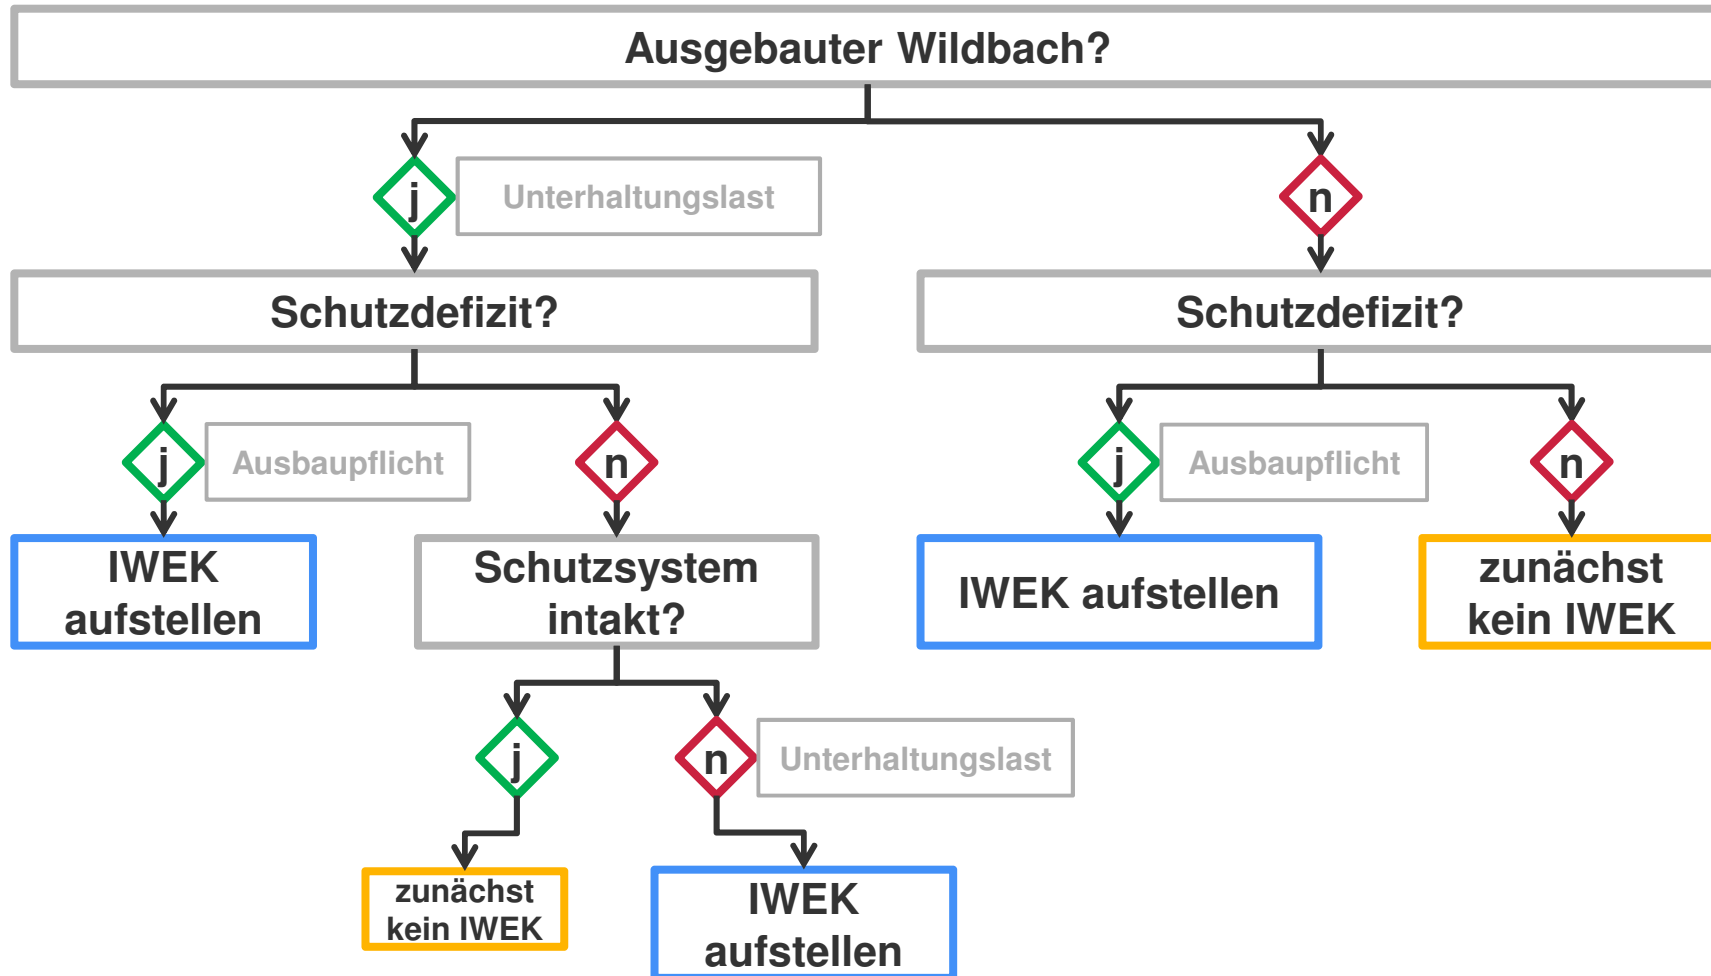 Ausgebauter Wildbach?
j
Unterhaltungslast
n
Schutzdefizit?
Schutzdefizit?
j
Ausbaupflicht
n
j
Ausbaupflicht
n
IWEK
aufstellen
Schutzsystem
intakt?
IWEK aufstellen
zunächst
kein IWEK
j
n
Unterhaltungslast
zunächst
kein IWEK
IWEK
aufstellen